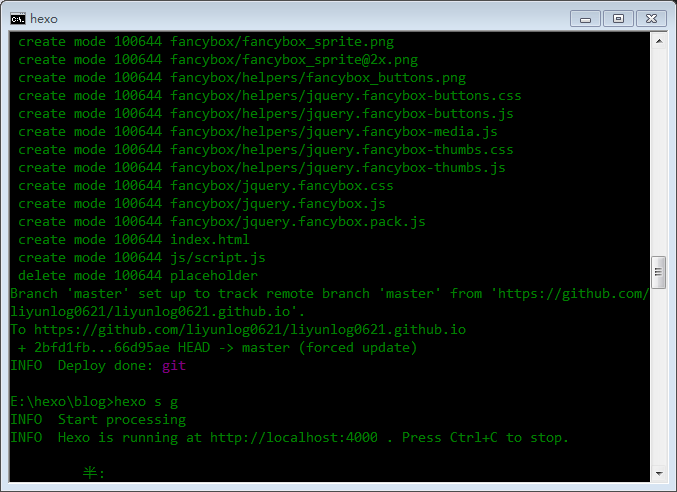 hexo
create mode 100644 fancybox/fancybox_sprite.png
create mode 100644 fancybox/fancybox_sprite@2x.png
create mode 100644 fancybox/helpers/fancybox_buttons.png
create mode 100644 fancybox/helpers/jquery.fancybox-buttons.css
create mode 100644 fancybox/helpers/jquery.fancybox-buttons.js
create mode 100644 fancybox/helpers/jquery.fancybox-media.js
create mode 100644 fancybox/helpers/jquery.fancybox-thumbs.css
create mode 100644 fancybox/helpers/jquery.fancybox-thumbs.js
create mode 100644 fancybox/jquery.fancybox.css
create mode 100644 fancybox/jquery.fancybox.js
create mode 100644 fancybox/jquery.fancybox.pack.js
create mode 100644 index.html
create mode 100644 js/script.js
delete mode 100644 placeholder
Branch 'master' set up to track remote branch 'master' from 'https://github.com/
liyunlog0621/liyunlog0621.github.io'.
To https://github.com/liyunlog0621/liyunlog0621.github.io
+ 2bfd1fb...66d95ae HEAD -> master (forced update)
INFO  Deploy done: git
E:\hexo\blog>hexo s g
INFO  Start processing
INFO  Hexo is running at http://localhost:4000 . Press Ctrl+C to stop.
半: